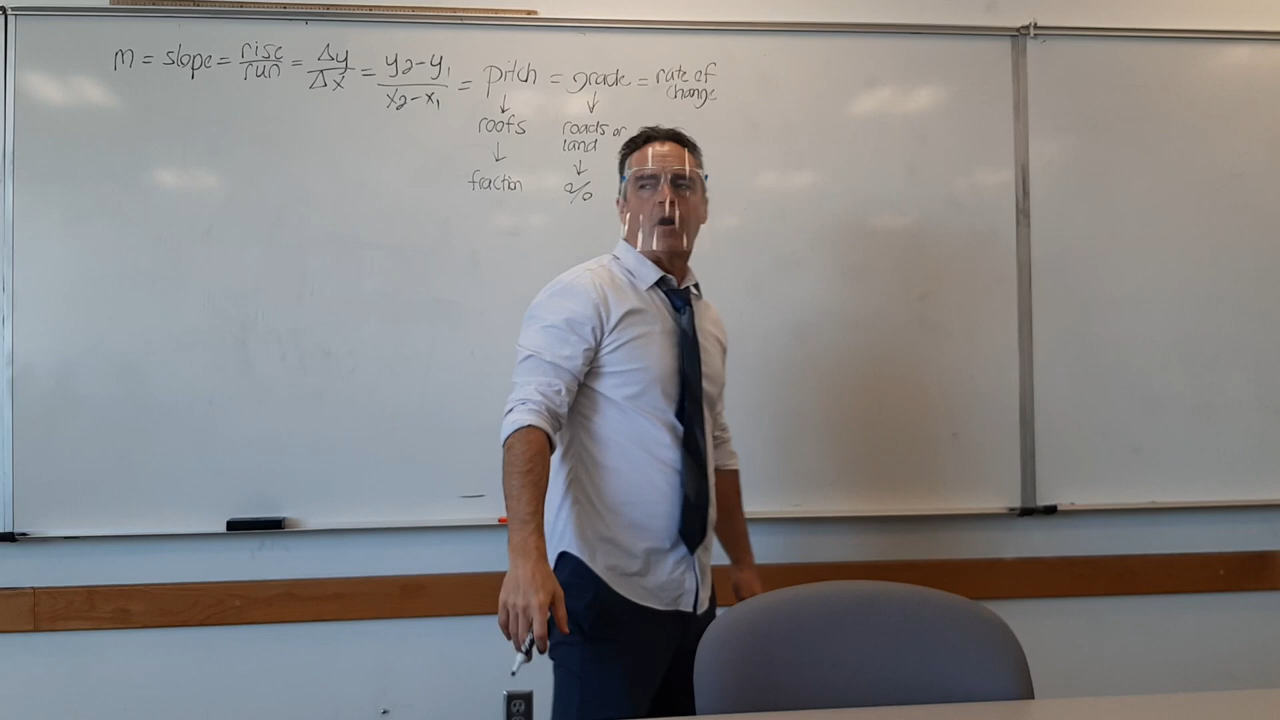 m = slope = rise/run = Δy/Δx = y₂-y₁/x₂-x₁ = pitch = grade = rate of change
↓ ↓
roofs roads or land
↓ ↓
fraction %